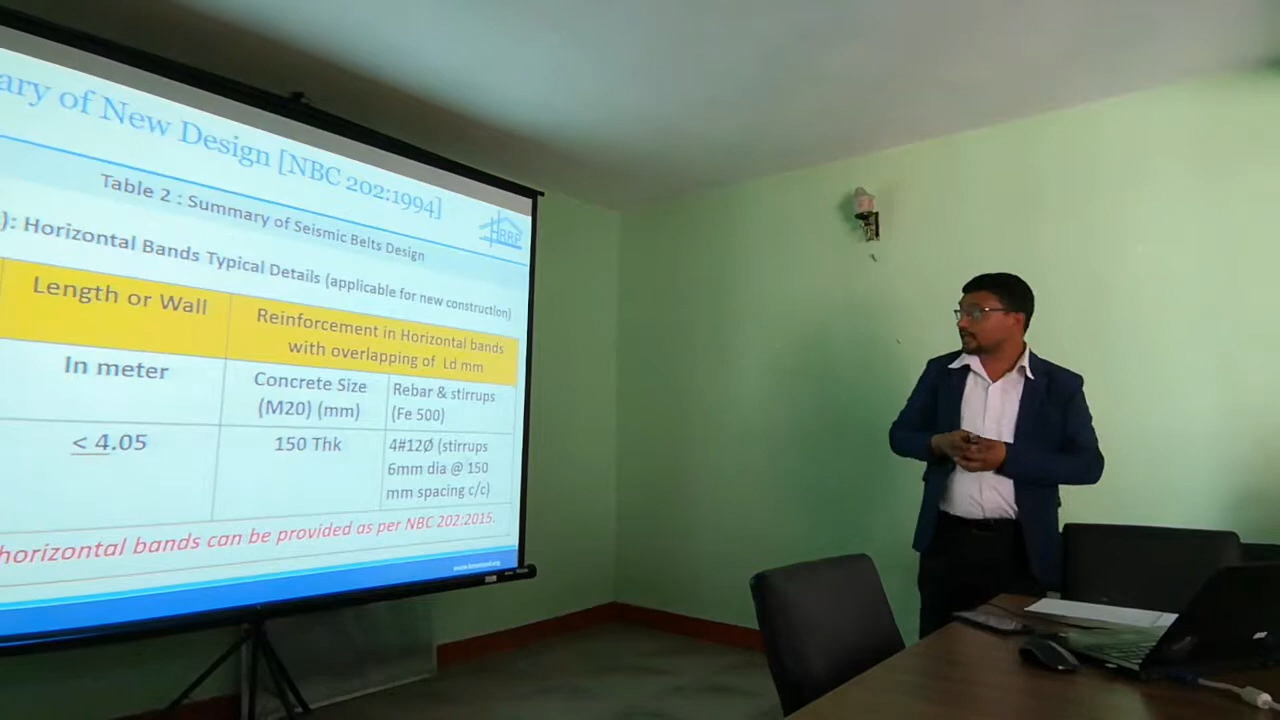 ary of New Design [NBC 202:1994]
Table 2 : Summary of Seismic Belts Design
): Horizontal Bands Typical Details (applicable for new construction)
Length or Wall
Reinforcement in Horizontal bands
with overlapping of Ld mm
In meter
Concrete Size
(M20) (mm)
Rebar & stirrups
(Fe 500)
< 4.05
150 Thk
4#12Ø (stirrups
6mm dia @ 150
mm spacing c/c)
horizontal bands can be provided as per NBC 202:2015.